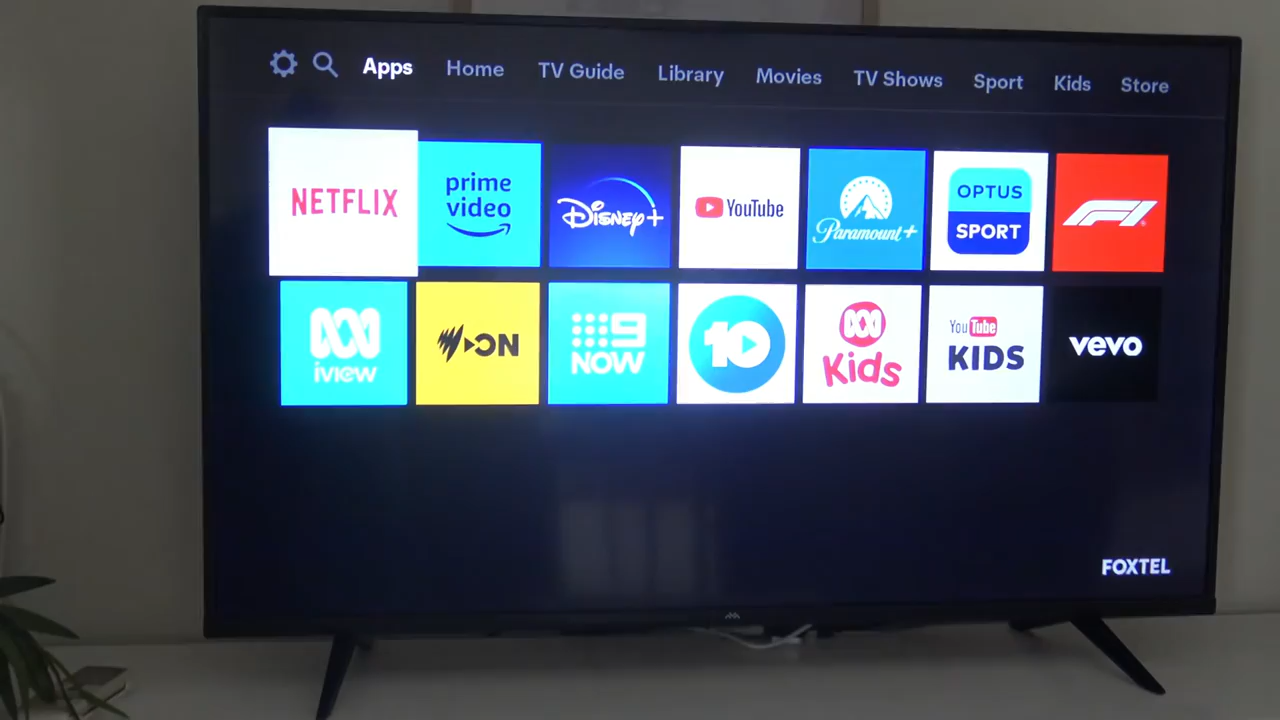 Apps Home TV Guide Library Movies TV Shows Sport Kids Store
NETFLIX
prime
video
Disney+
YouTube
Paramount+
OPTUS
SPORT
F1
iview
ON
9
NOW
10
Kids
YouTube
KIDS
vevo
FOXTEL